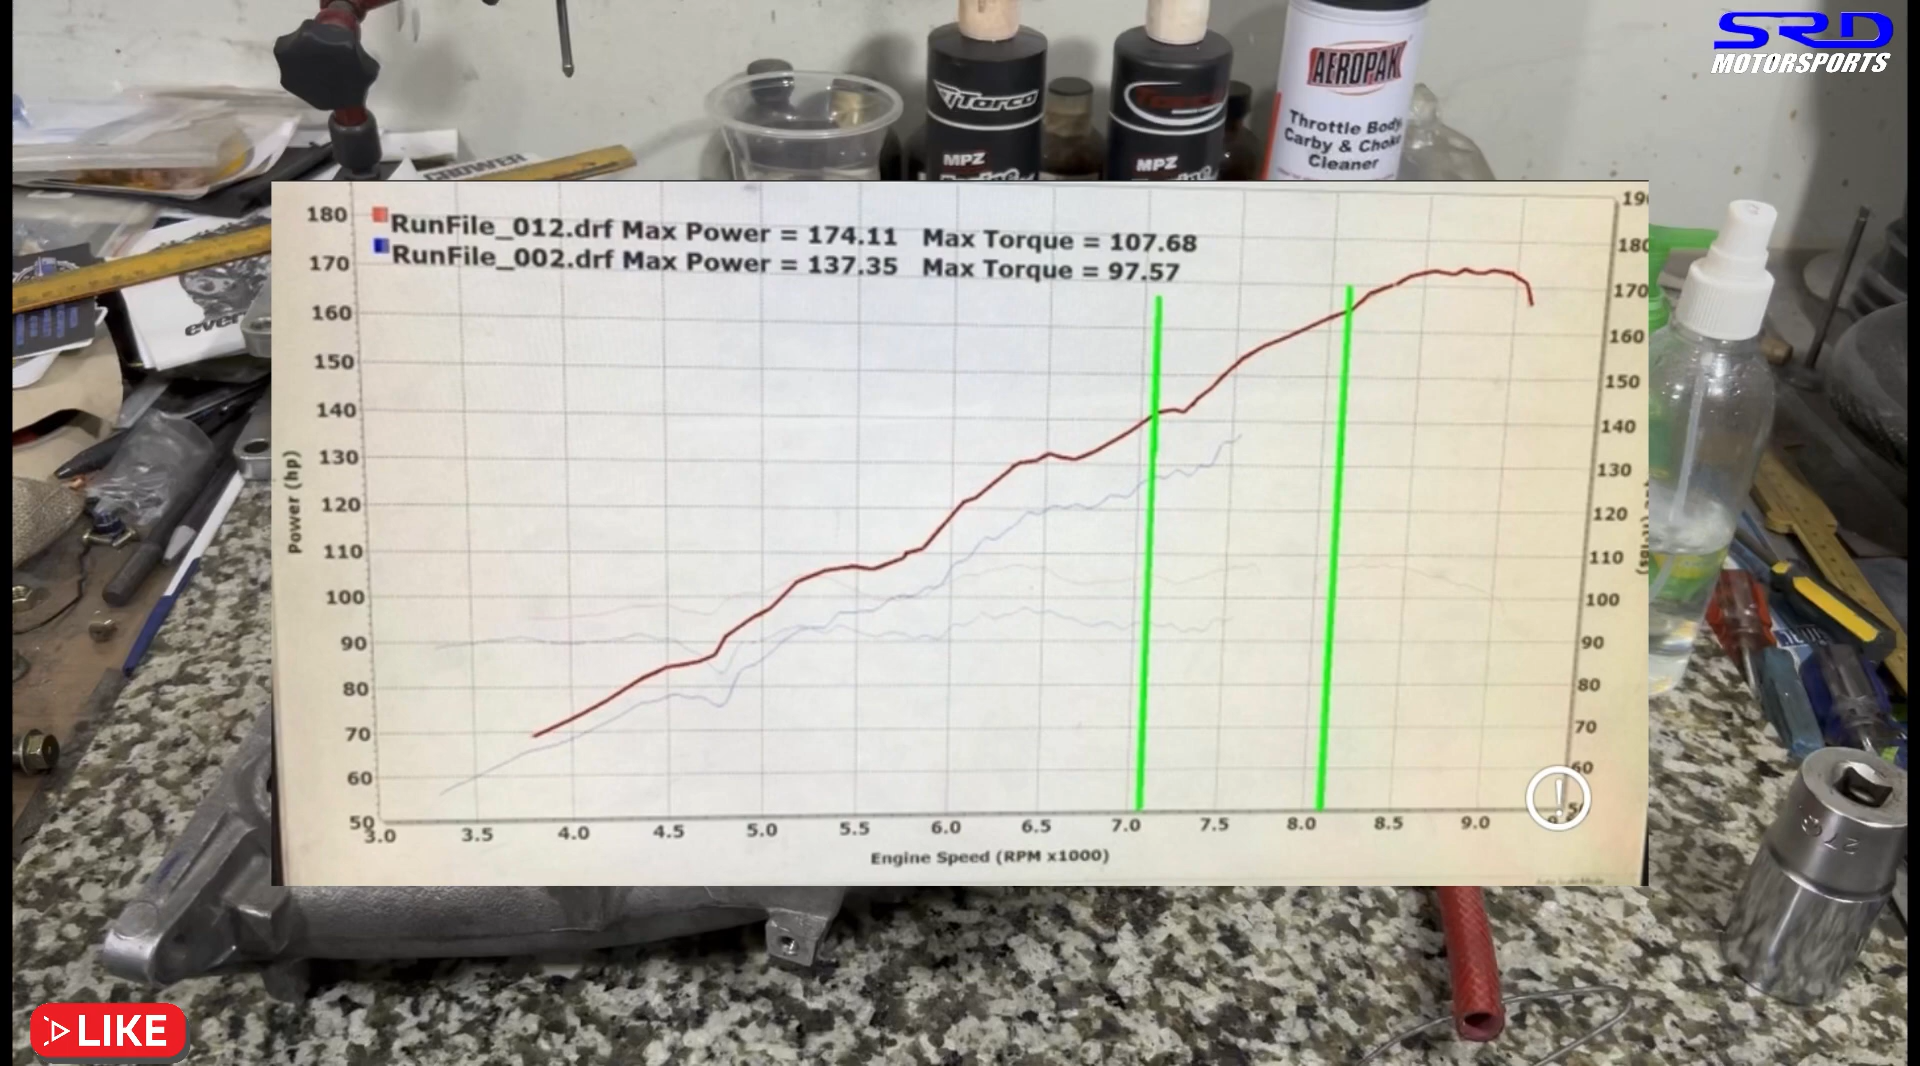 SRD
MOTORSPORTS
Torco
MPZ
MPZ
AEROPAK
Throttle Body
Carby & Choke
Cleaner
RunFile_012.drf Max Power = 174.11 Max Torque = 107.68
RunFile_002.drf Max Power = 137.35 Max Torque = 97.57
180
170
160
150
140
130
120
110
100
90
80
70
60
50
Power (hp)
190
180
170
160
150
140
130
120
110
100
90
80
70
60
3.0 3.5 4.0 4.5 5.0 5.5 6.0 6.5 7.0 7.5 8.0 8.5 9.0
Engine Speed (RPM x1000)
27
LIKE